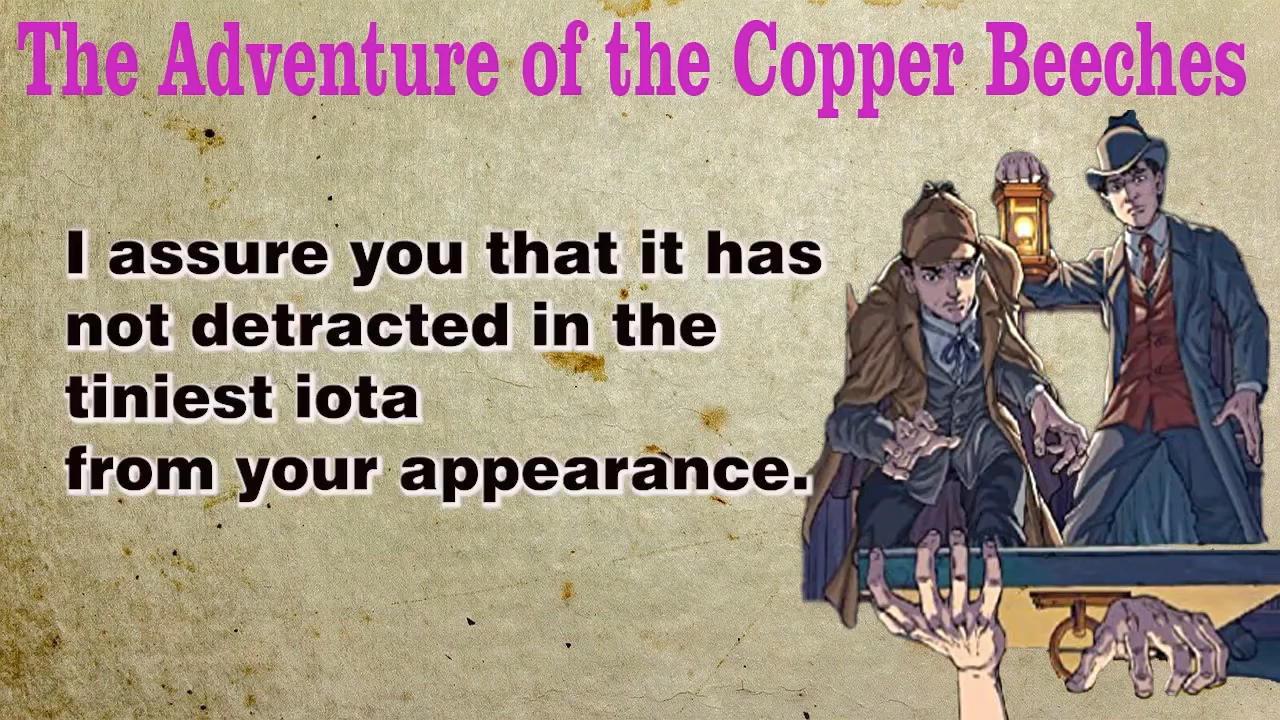 The Adventure of the Copper Beeches
I assure you that it has
not detracted in the
tiniest iota
from your appearance.